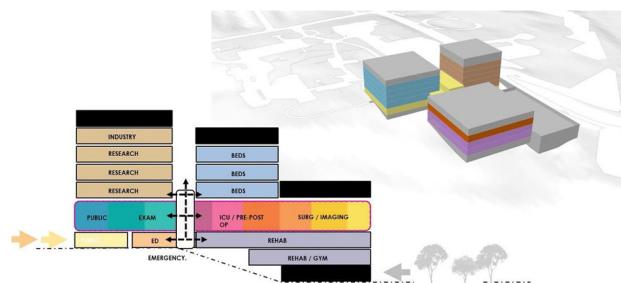 INDUSTRY
RESEARCH
BEDS
RESEARCH
BEDS
RESEARCH
BEDS
PUBLIC
EXAM
ICU / PRE-POST
OP
SURG / IMAGING
ED
REHAB
EMERGENCY.
REHAB / GYM